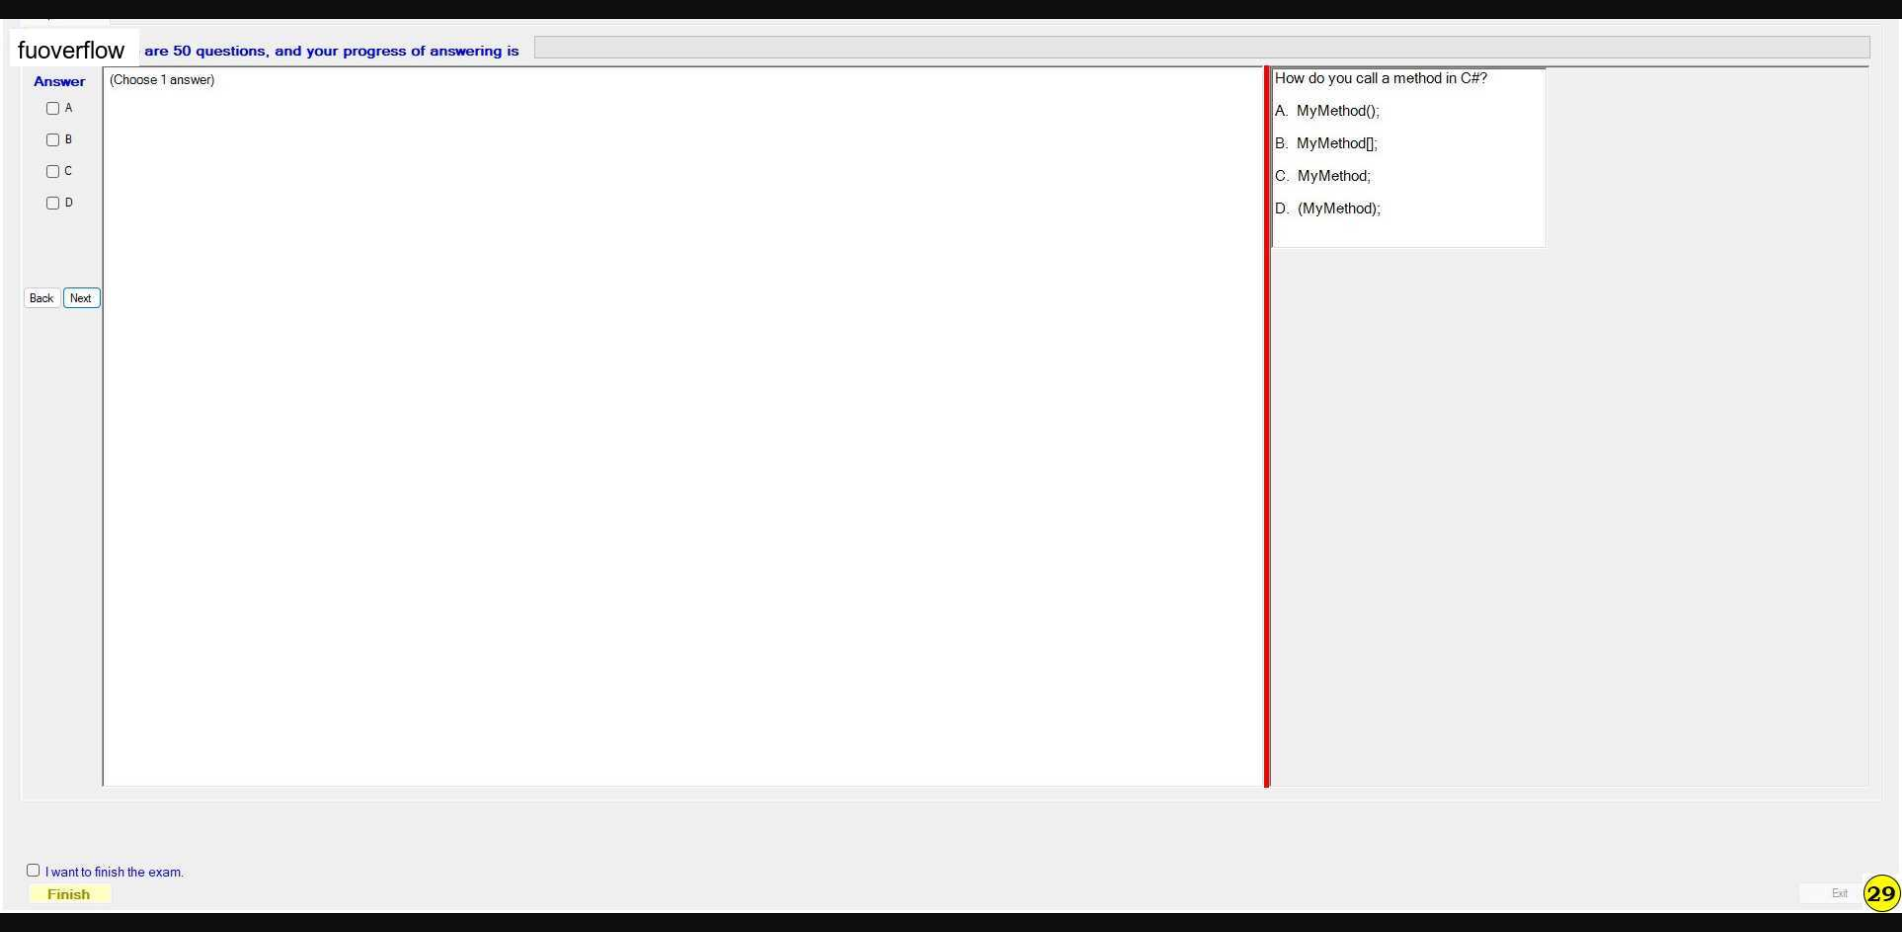 fuoverflow are 50 questions, and your progress of answering is
Answer
A
B
C
D
Back Next
(Choose 1 answer)
How do you call a method in C#?
A. MyMethod();
B. MyMethod[];
C. MyMethod;
D. (MyMethod);
I want to finish the exam.
Finish
Exit
29